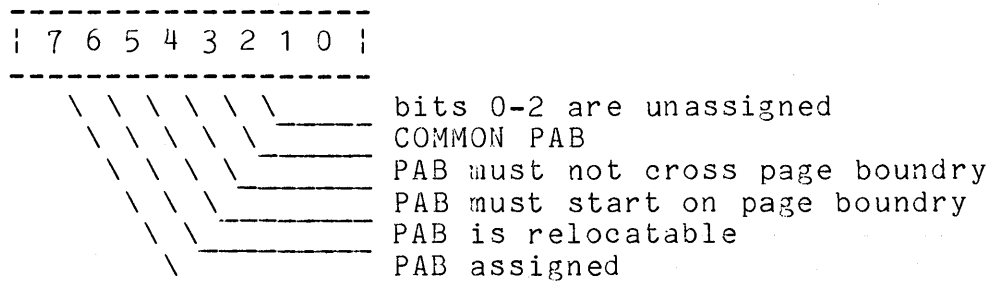 7 6 5 4 3 2 1 0
bits 0-2 are unassigned
COMMON PAB
PAB must not cross page boundry
PAB must start on page boundry
PAB is relocatable
PAB assigned